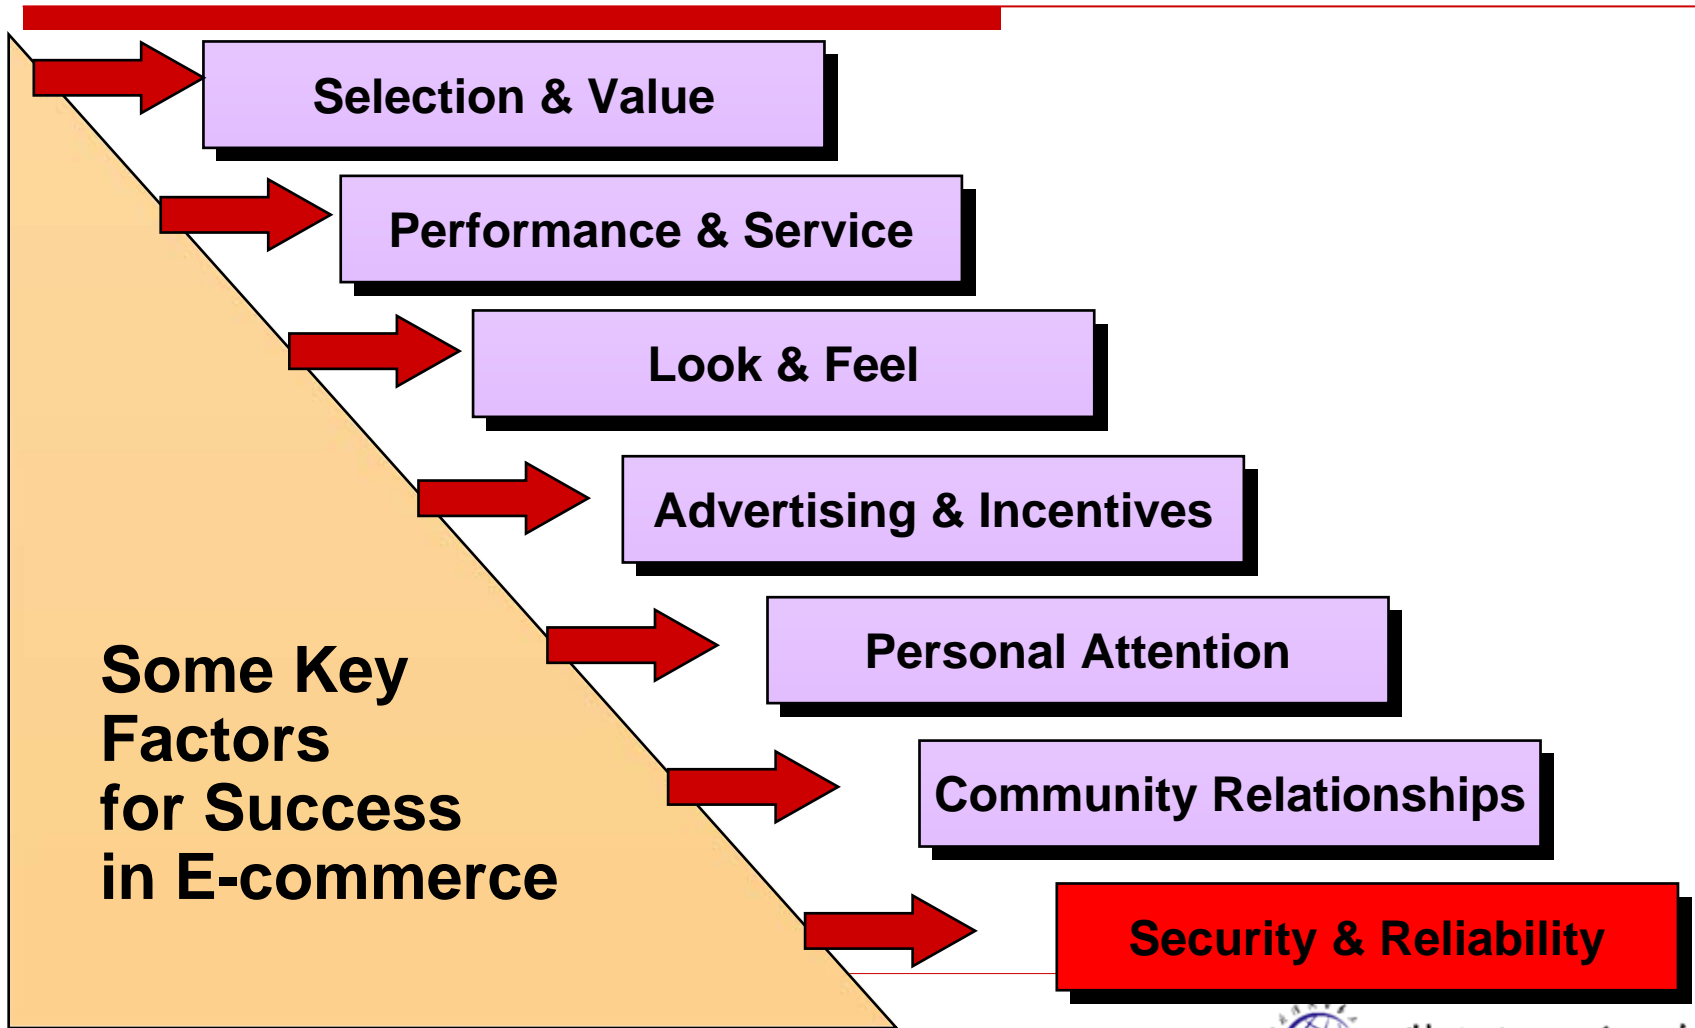 Selection & Value
Performance & Service
Look & Feel
Advertising & Incentives
Personal Attention
Some Key
Factors
for Success
in E-commerce
Community Relationships
Security & Reliability